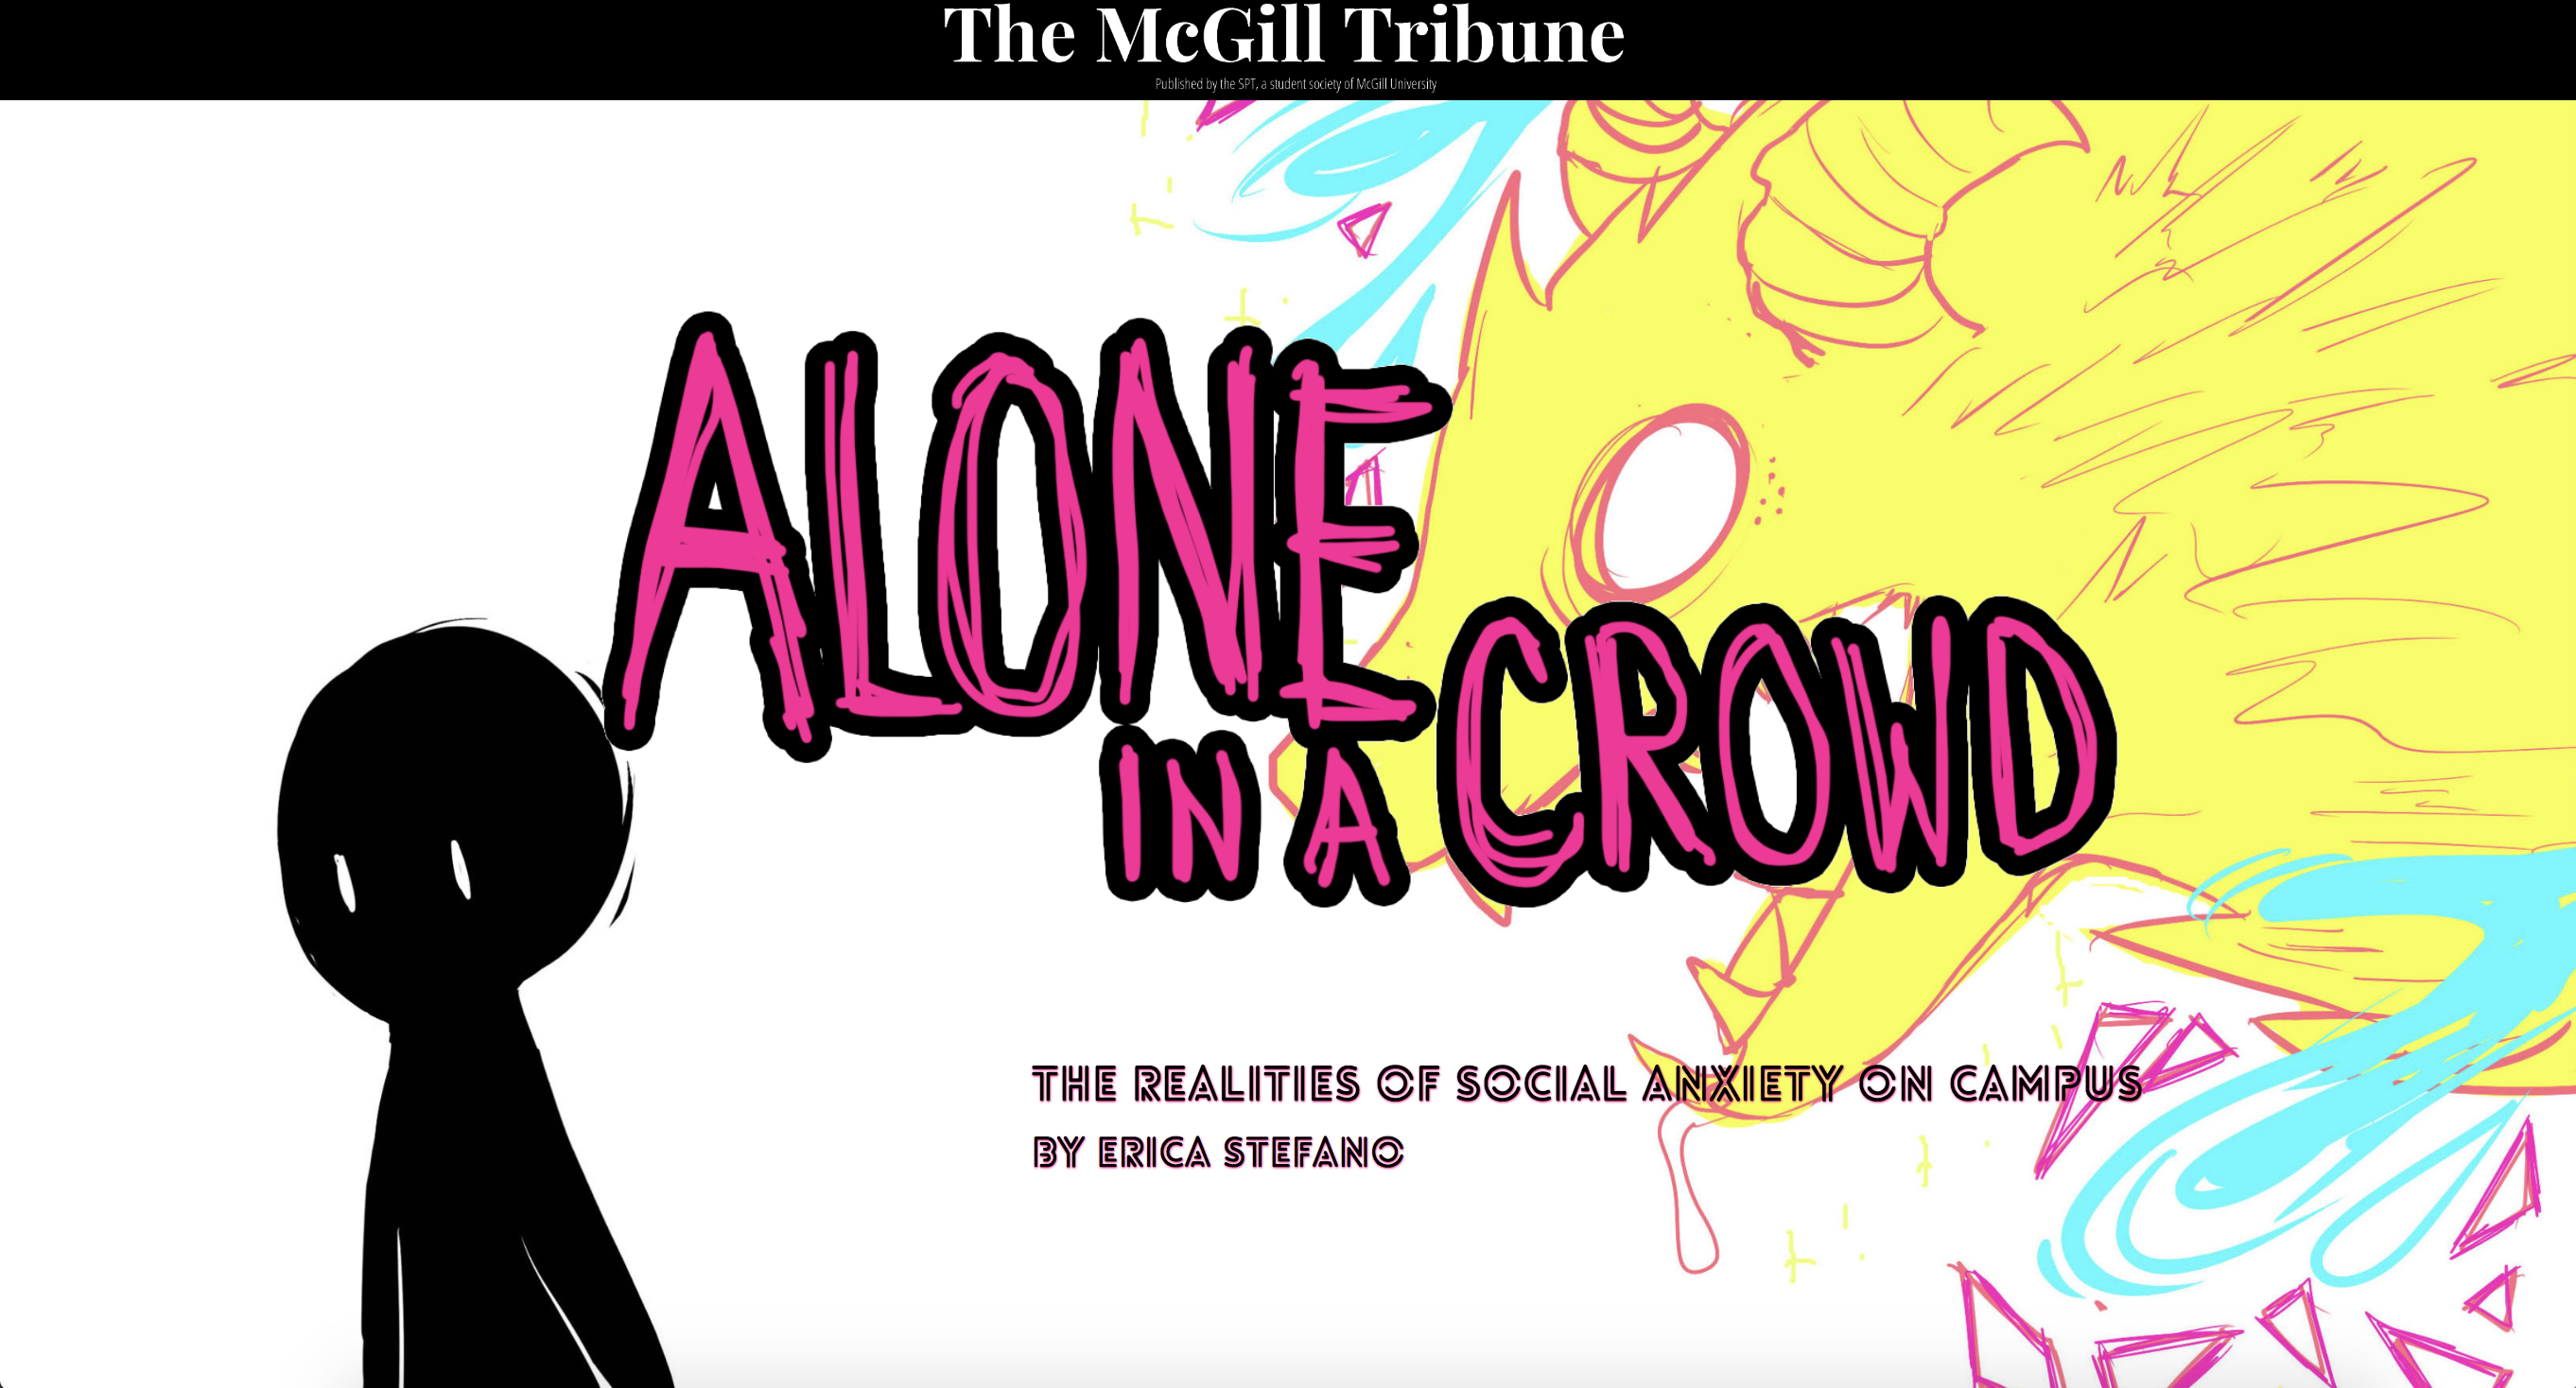 The McGill Tribune
Published by the SPT, a student society of McGill University
ALONE
IN A CROWD
THE REALITIES OF SOCIAL ANXIETY ON CAMPUS
BY ERICA STEFANO